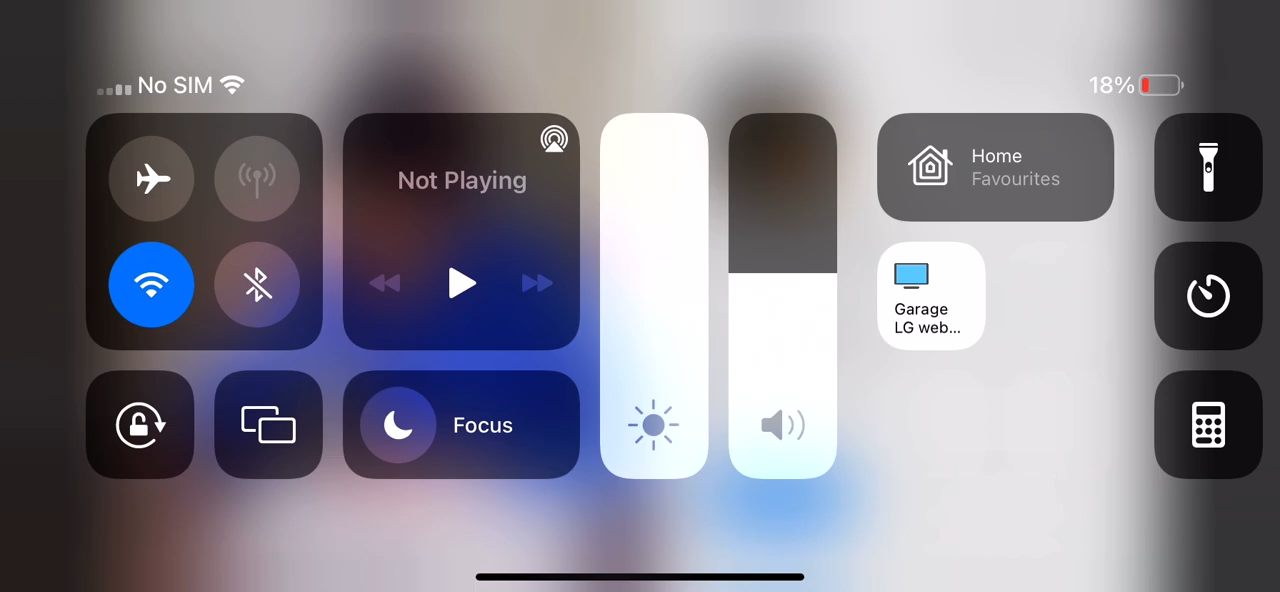 No SIM
18%
Not Playing
Home
Favourites
Garage
LG web...
Focus